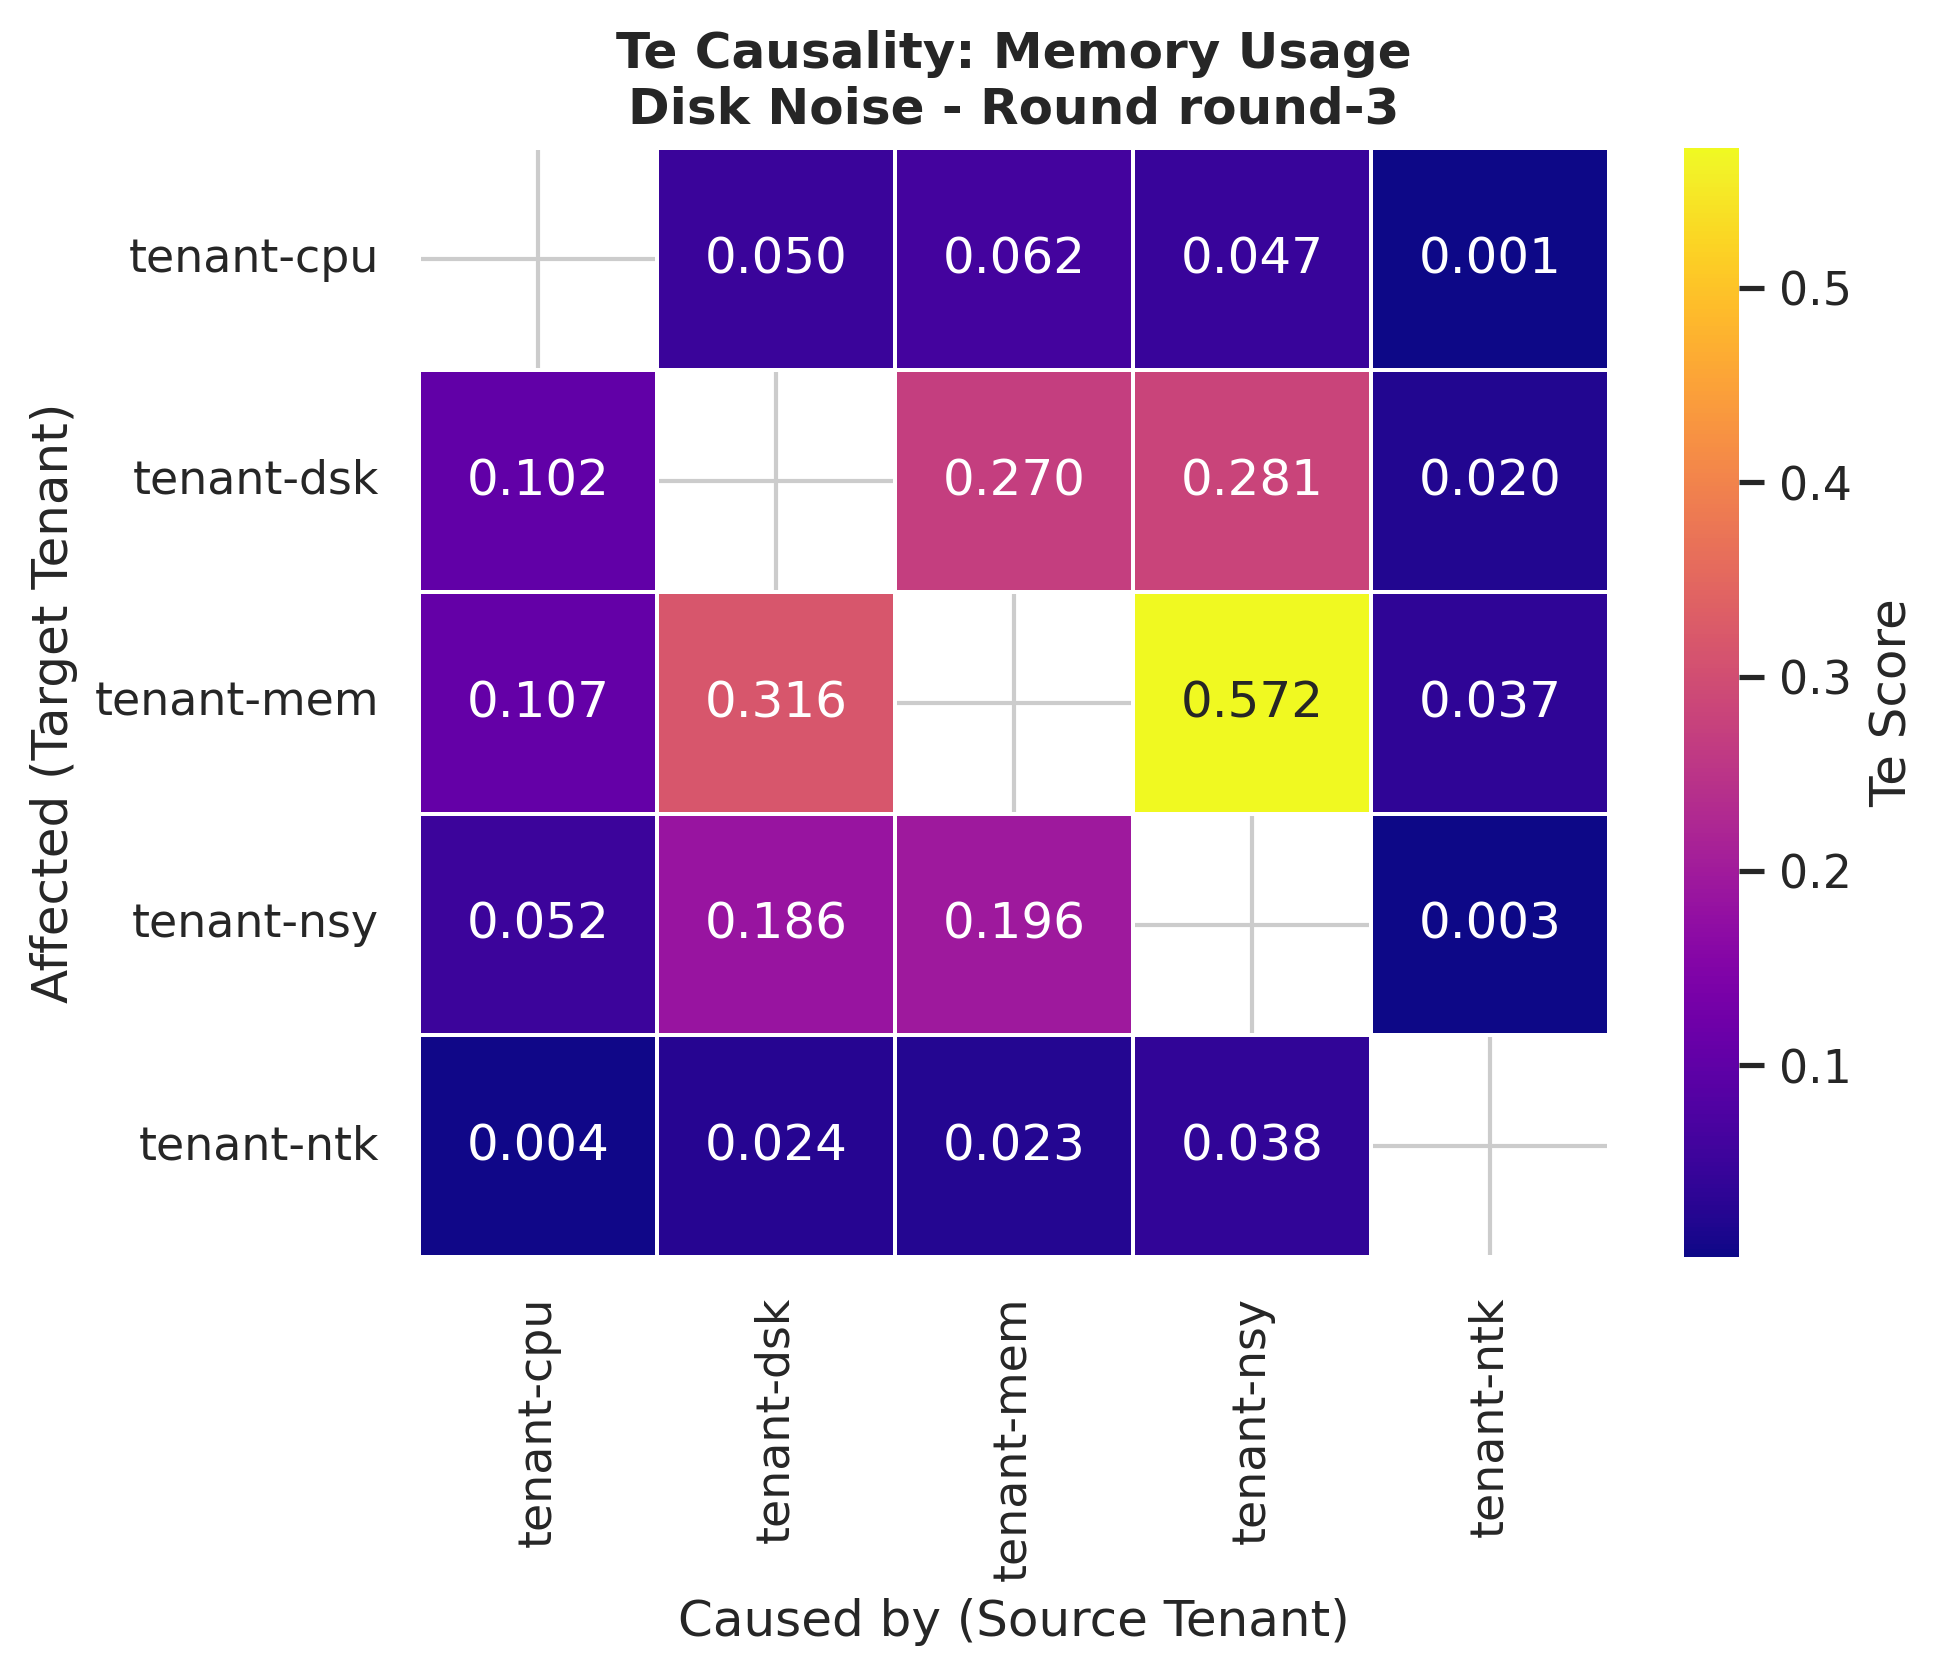 Te Causality: Memory Usage
Disk Noise - Round round-3
tenant-cpu
0.050 0.062 0.047 0.001
tenant-dsk
0.102 0.270 0.281 0.020
tenant-mem
0.107 0.316 0.572 0.037
tenant-nsy
0.052 0.186 0.196 0.003
tenant-ntk
0.004 0.024 0.023 0.038
Affected (Target Tenant)
tenant-cpu
tenant-dsk
tenant-mem
tenant-nsy
tenant-ntk
Caused by (Source Tenant)
0.5
0.4
0.3
0.2
0.1
Te Score